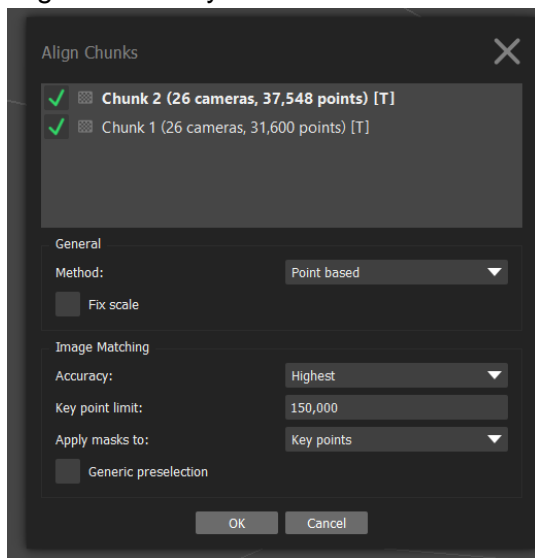 Align Chunks
Chunk 2 (26 cameras, 37,548 points) [T]
Chunk 1 (26 cameras, 31,600 points) [T]
General
Method: Point based
Fix scale
Image Matching
Accuracy: Highest
Key point limit: 150,000
Apply masks to: Key points
Generic preselection
OK Cancel